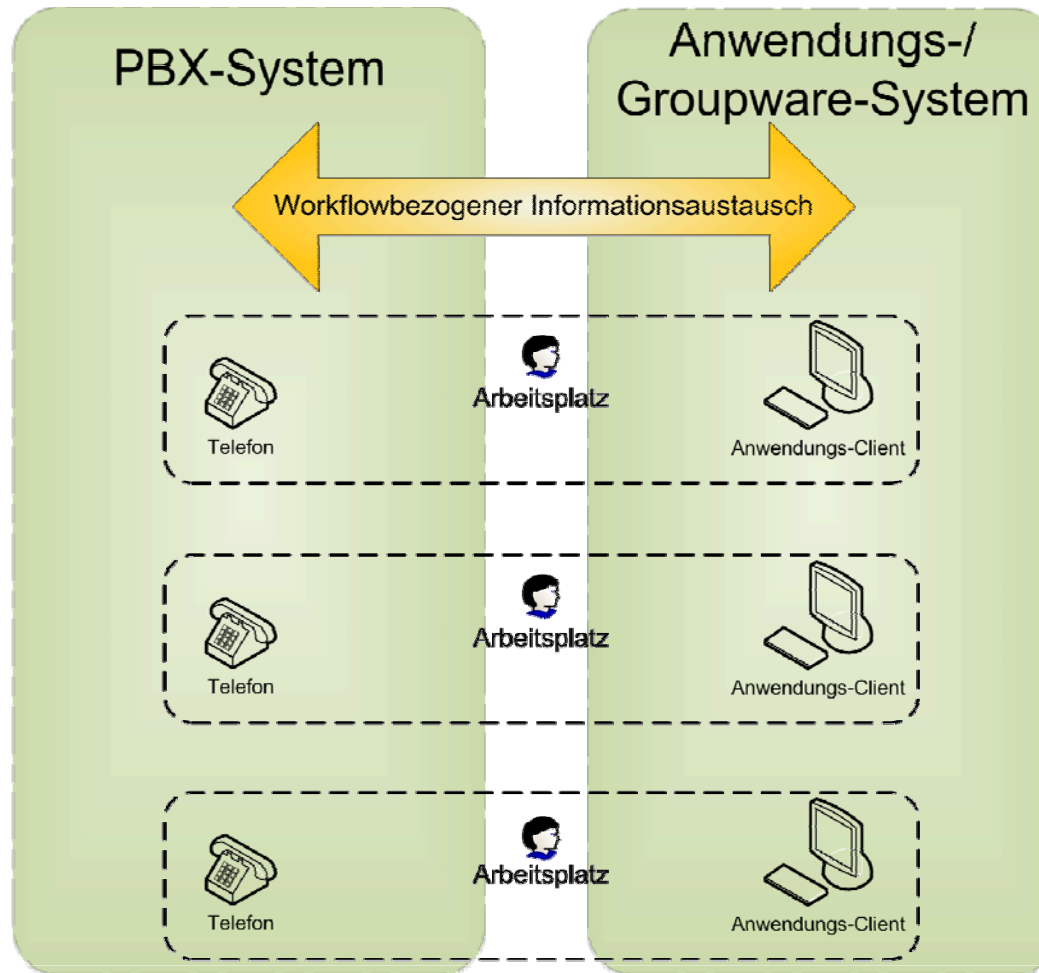 PBX-System
Anwendungs-/
Groupware-System
Workflowbezogener Informationsaustausch
Arbeitsplatz
Telefon
Anwendungs-Client
Arbeitsplatz
Telefon
Anwendungs-Client
Arbeitsplatz
Telefon
Anwendungs-Client